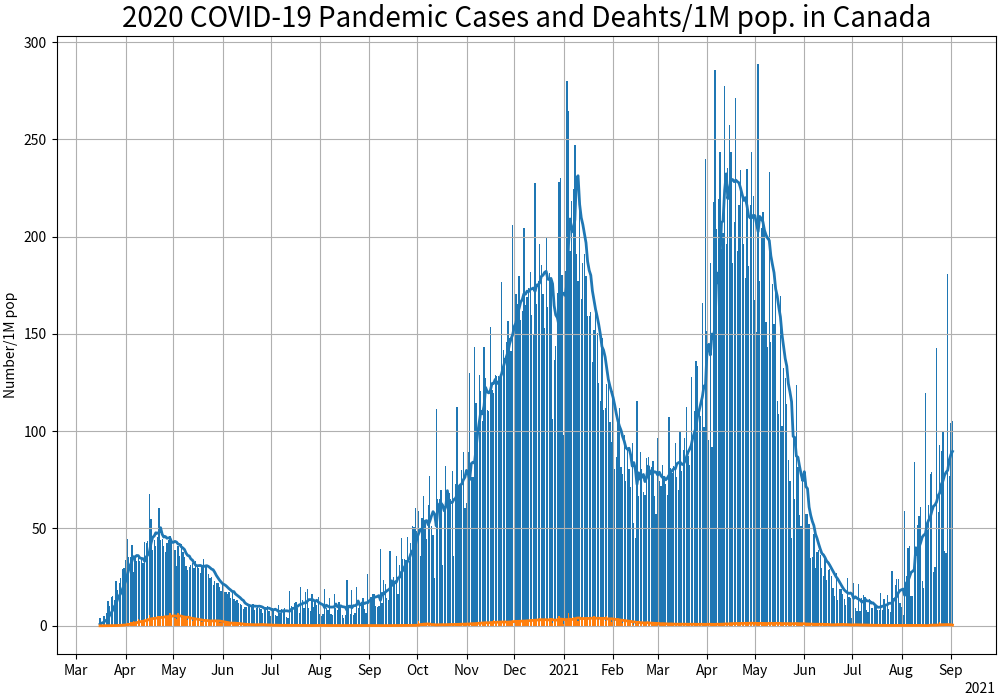 2020 COVID-19 Pandemic Cases and Deahts/1M pop. in Canada
Number/1M pop
300
250
200
150
100
50
0
Mar Apr May Jun Jul Aug Sep Oct Nov Dec 2021 Feb Mar Apr May Jun Jul Aug Sep
2021